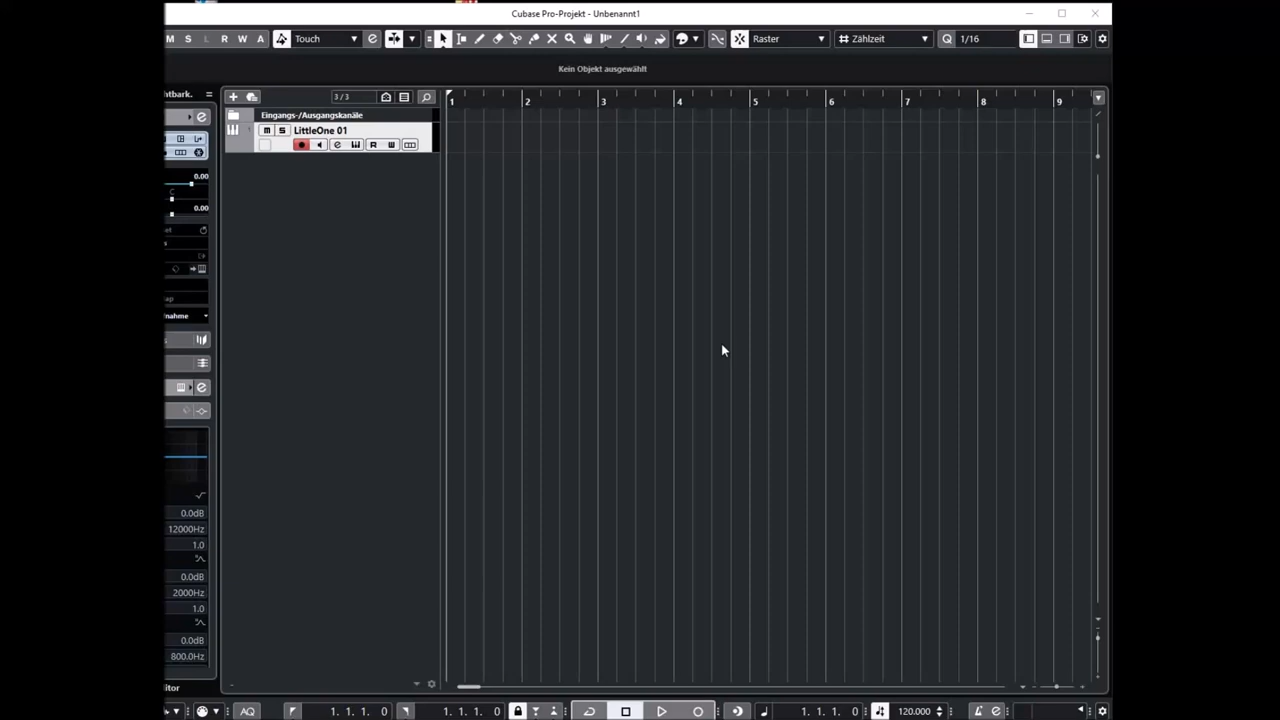 Cubase Pro-Projekt - Unbenannt1
M S L R W A Touch Raster Zählzeit Q 1/16
Kein Objekt ausgewählt
3/3
1 2 3 4 5 6 7 8 9
Eingangs-/Ausgangskanäle
1 m S LittleOne 01
e R W
htbark.
0.00
C
0.00
0.0dB
12000Hz
1.0
0.0dB
2000Hz
1.0
0.0dB
800.0Hz
AQ 1. 1. 1. 0 1. 1. 1. 0 1. 1. 1. 0 120.000